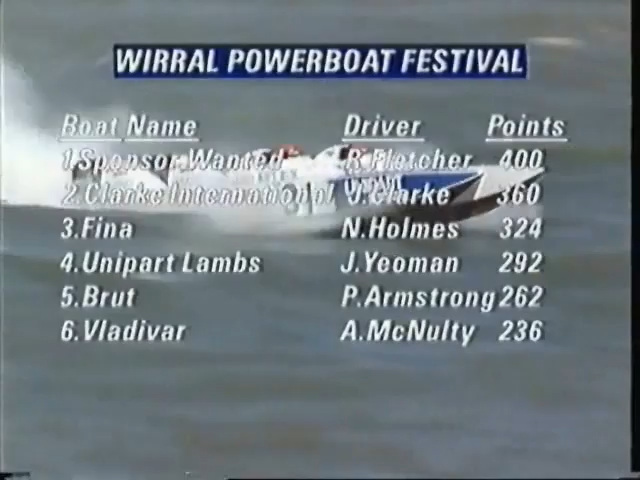 WIRRAL POWERBOAT FESTIVAL
Boat Name Driver Points
1.Sponsor Wanted R.Fletcher 400
2.Clarke International J.Clarke 360
3.Fina N.Holmes 324
4.Unipart Lambs J.Yeoman 292
5.Brut P.Armstrong 262
6.Vladivar A.McNulty 236